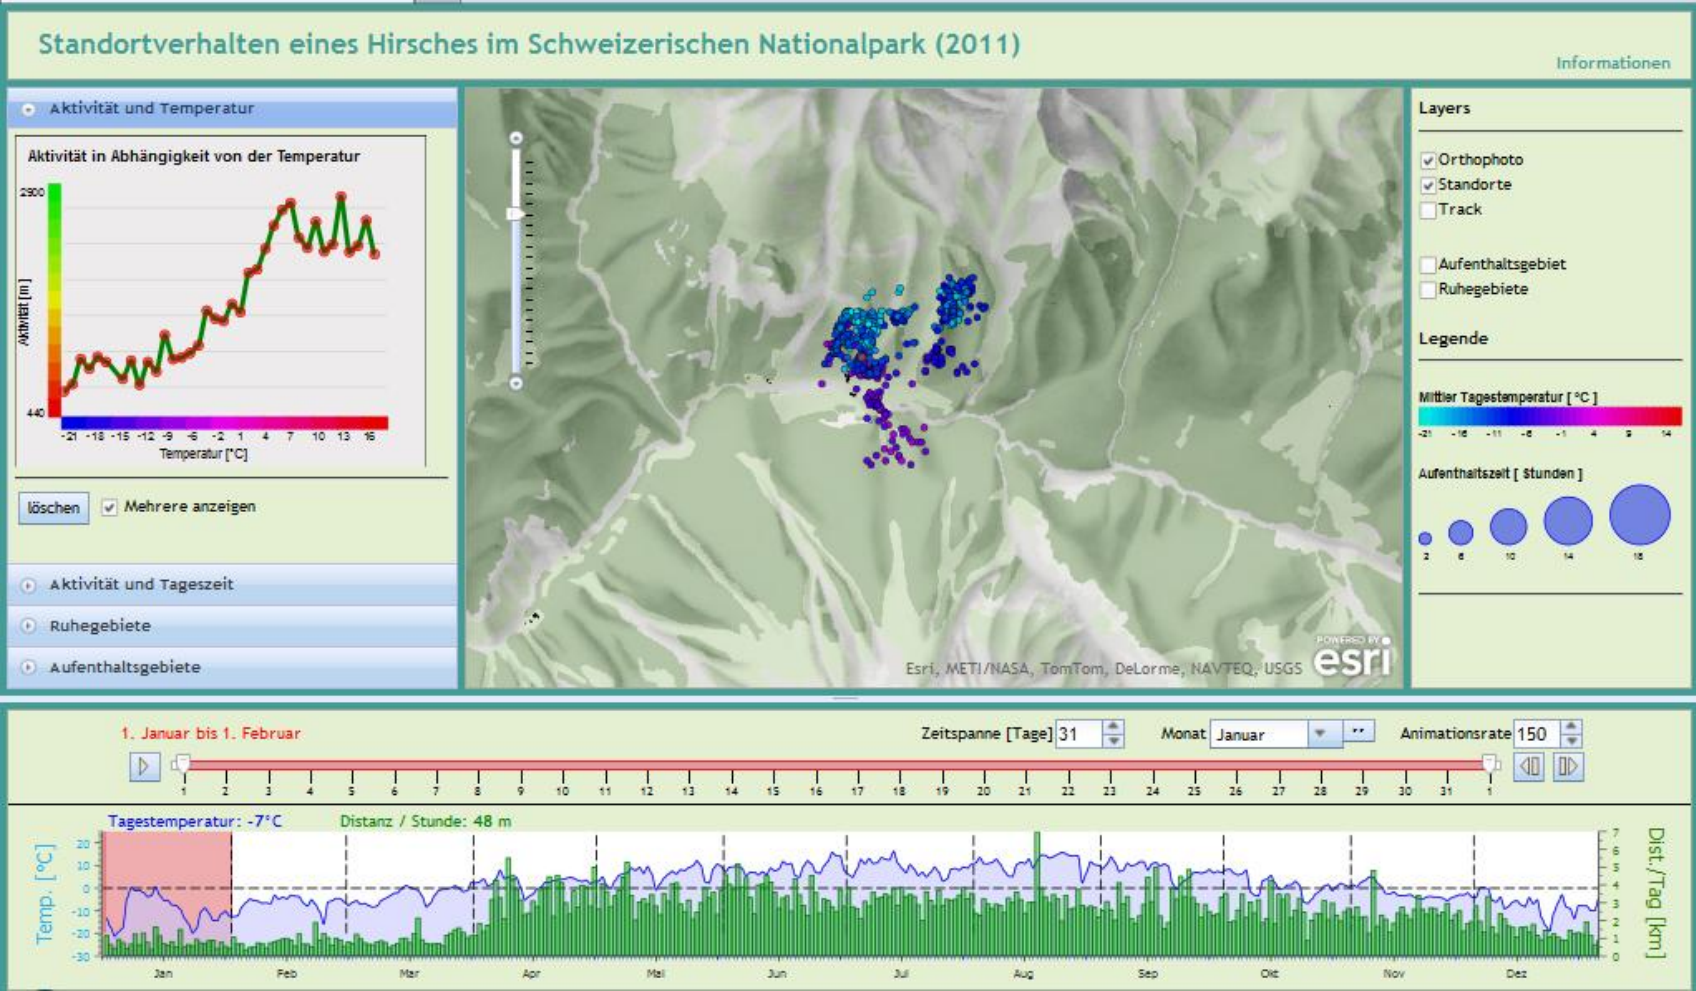 Standortverhalten eines Hirsches im Schweizerischen Nationalpark (2011)
Informationen
Aktivität und Temperatur
Aktivität in Abhängigkeit von der Temperatur
2900
Aktivität [m]
440
-21 -18 -15 -12 -9 -6 -2 1 4 7 10 13 16
Temperatur [°C]
löschen
Mehrere anzeigen
Aktivität und Tageszeit
Ruhegebiete
Aufenthaltsgebiete
POWERED BY
esri
Esri, METI/NASA, TomTom, DeLorme, NAVTEQ, USGS
Layers
Orthophoto
Standorte
Track
Aufenthaltsgebiet
Ruhegebiete
Legende
Mittler Tagestemperatur [ °C ]
-21 -16 -11 -6 -1 4 9 14
Aufenthaltszeit [ Stunden ]
2 6 10 14 18
1. Januar bis 1. Februar
Zeitspanne [Tage] 31
Monat Januar
Animationsrate 150
1 2 3 4 5 6 7 8 9 10 11 12 13 14 15 16 17 18 19 20 21 22 23 24 25 26 27 28 29 30 31 1
Tagestemperatur: -7°C
Distanz / Stunde: 48 m
Temp. [°C]
20
10
0
-10
-20
-30
7
6
5
4
3
2
1
0
Dist./Tag [km]
Jan Feb Mar Apr Mai Jun Jul Aug Sep Okt Nov Dez